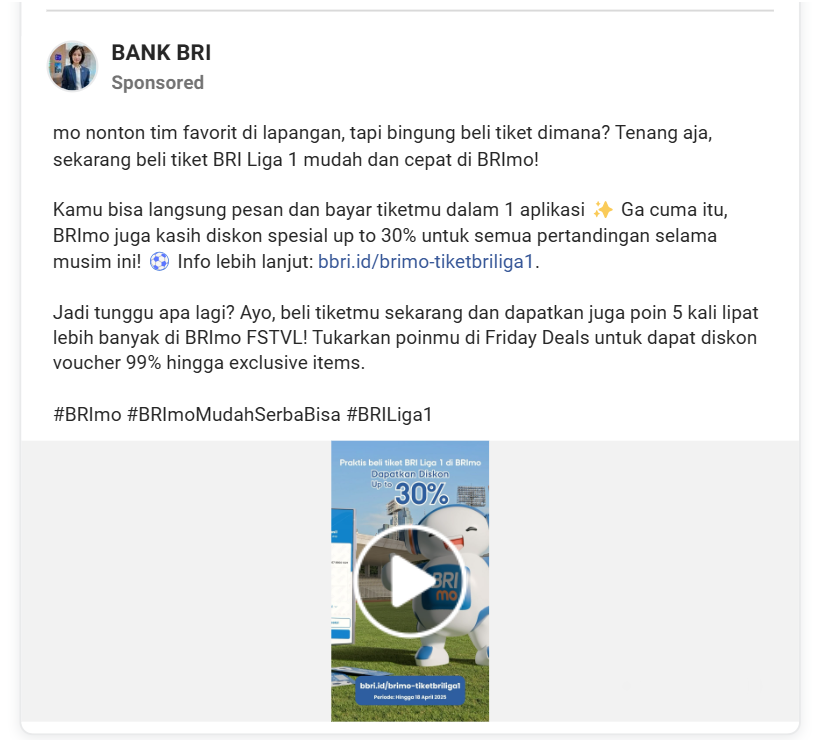 BANK BRI
Sponsored
mo nonton tim favorit di lapangan, tapi bingung beli tiket dimana? Tenang aja,
sekarang beli tiket BRI Liga 1 mudah dan cepat di BRImo!
Kamu bisa langsung pesan dan bayar tiketmu dalam 1 aplikasi ✨ Ga cuma itu,
BRImo juga kasih diskon spesial up to 30% untuk semua pertandingan selama
musim ini! ⚽ Info lebih lanjut: bbri.id/brimo-tiketbriliga1.
Jadi tunggu apa lagi? Ayo, beli tiketmu sekarang dan dapatkan juga poin 5 kali lipat
lebih banyak di BRImo FSTVL! Tukarkan poinmu di Friday Deals untuk dapat diskon
voucher 99% hingga exclusive items.
#BRImo #BRImoMudahSerbaBisa #BRILiga1
Praktis beli tiket BRI Liga 1 di BRImo
Dapatkan Diskon
Up to 30%
BRI
mo
bbri.id/brimo-tiketbriliga1
Periode: Hingga 18 April 2025